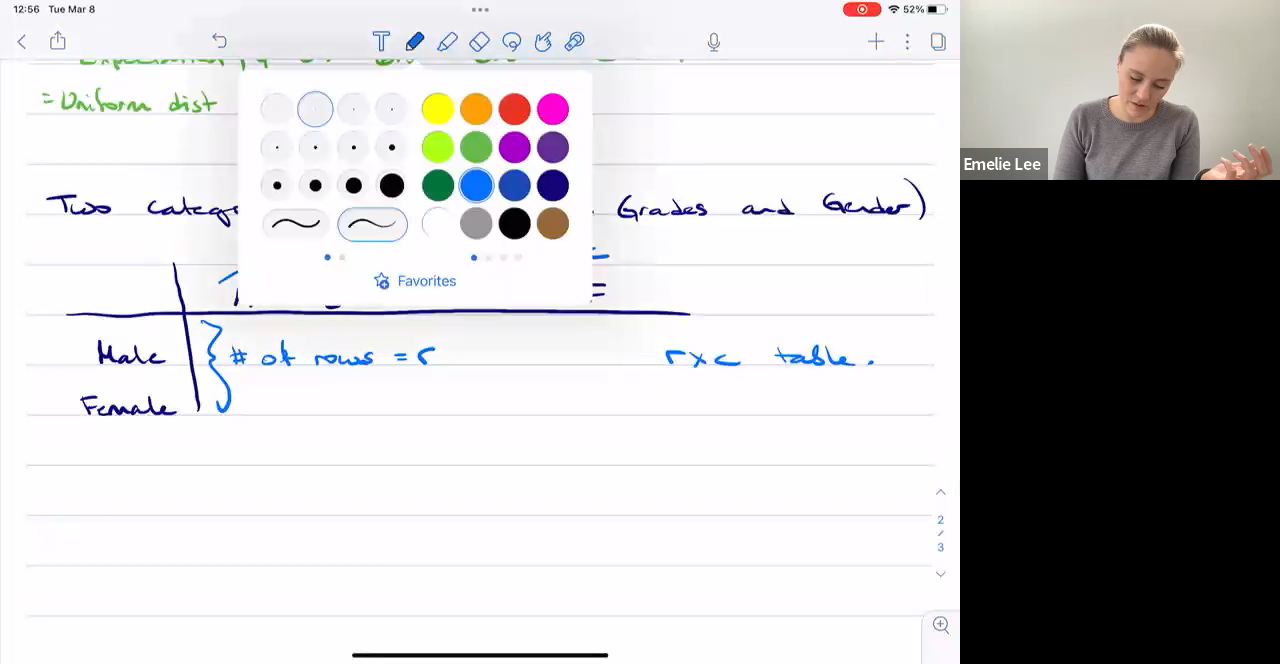 12:56 Tue Mar 8
52%
= Uniform dist
Two Grades and Gender)
Male # of rows = r rxc table.
Female
Favorites
2
/
3
Emelie Lee